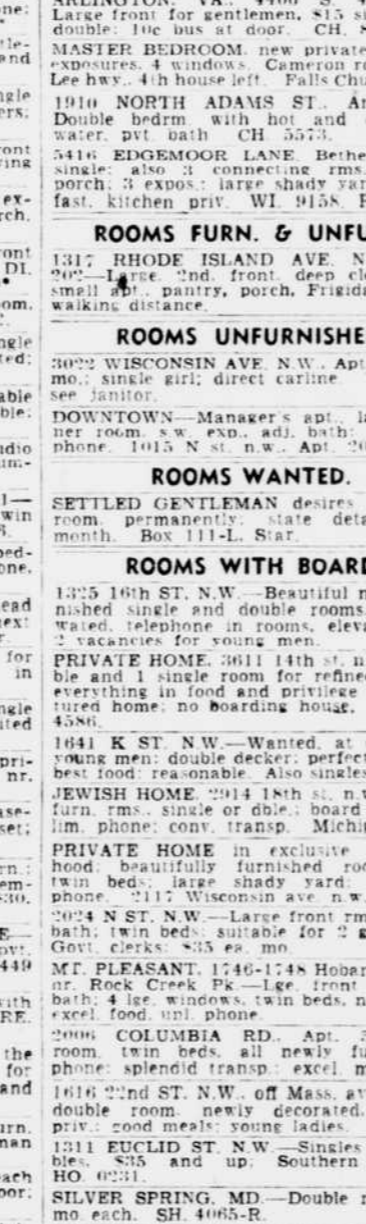 ARLINGTON, VA., 4400 S.
Large front for gentlemen, $15 si
double; 10c bus at door. CH.
MASTER BEDROOM, new private
exposures. 4 windows. Cameron ro
Lee hwy., 4th house left. Falls Chu
1910 NORTH ADAMS ST., Ar
Double bedrm. with hot and
water, pvt. bath CH 5573.
5416 EDGEMOOR LANE, Bethe
single; also 3 connecting rms.
porch; 3 expos.; large shady yar
fast, kitchen priv. WI. 9158.
ROOMS FURN. & UNFU
1317 RHODE ISLAND AVE. N
202—Large, 2nd. front, deep clo
small apt., pantry, porch, Frigida
walking distance.
ROOMS UNFURNISHE
3022 WISCONSIN AVE. N.W., Apt
mo.; single girl; direct carline.
see janitor.
DOWNTOWN—Manager's apt., la
ner room, s.w. exp., adj. bath;
phone. 1015 N st. n.w., Apt. 20
ROOMS WANTED.
SETTLED GENTLEMAN desires
room, permanently; state deta
month. Box 111-L, Star.
ROOMS WITH BOARD
1325 16th ST. N.W.—Beautiful n
nished single and double rooms,
water, telephone in rooms, eleva
2 vacancies for young men.
PRIVATE HOME, 3611 14th st. n
ble and 1 single room for refined
everything in food and privilege
tured home; no boarding house.
4586.
1641 K ST. N.W.—Wanted, at
young men; double decker; perfect
best food; reasonable. Also singles
JEWISH HOME, 2914 18th st. n.w
furn. rms., single or dble.; board
lim. phone; conv. transp. Michi
PRIVATE HOME in exclusive
hood; beautifully furnished roo
twin beds; large shady yard;
phone. 2117 Wisconsin ave. n.w.
2024 N ST. N.W.—Large front rm
bath; twin beds; suitable for 2 g
Govt. clerks; $35 ea. mo.
MT. PLEASANT, 1746-1748 Hobar
nr. Rock Creek Pk.—Lge. front
bath; 4 lge. windows, twin beds, n
excel. food, unl. phone.
2006 COLUMBIA RD., Apt.
room, twin beds, all newly fu
phone; splendid transp.; excel. m
1616 22nd ST. N.W., off Mass. av
double room, newly decorated,
priv.; good meals; young ladies.
1311 EUCLID ST. N.W.—Singles
bles, $35 and up. Southern
HO. 0231.
SILVER SPRING, MD.—Double r
mo. each. SH. 4065-R.